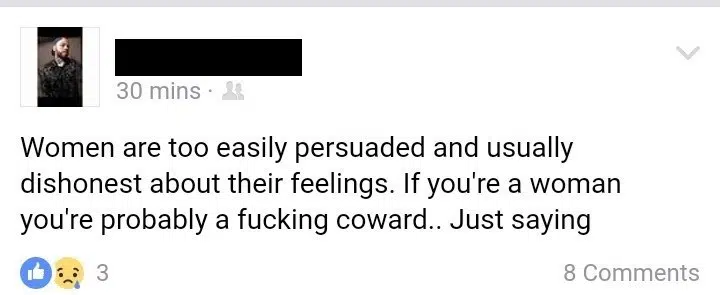 30 mins ·
Women are too easily persuaded and usually
dishonest about their feelings. If you're a woman
you're probably a fucking coward.. Just saying
3
8 Comments